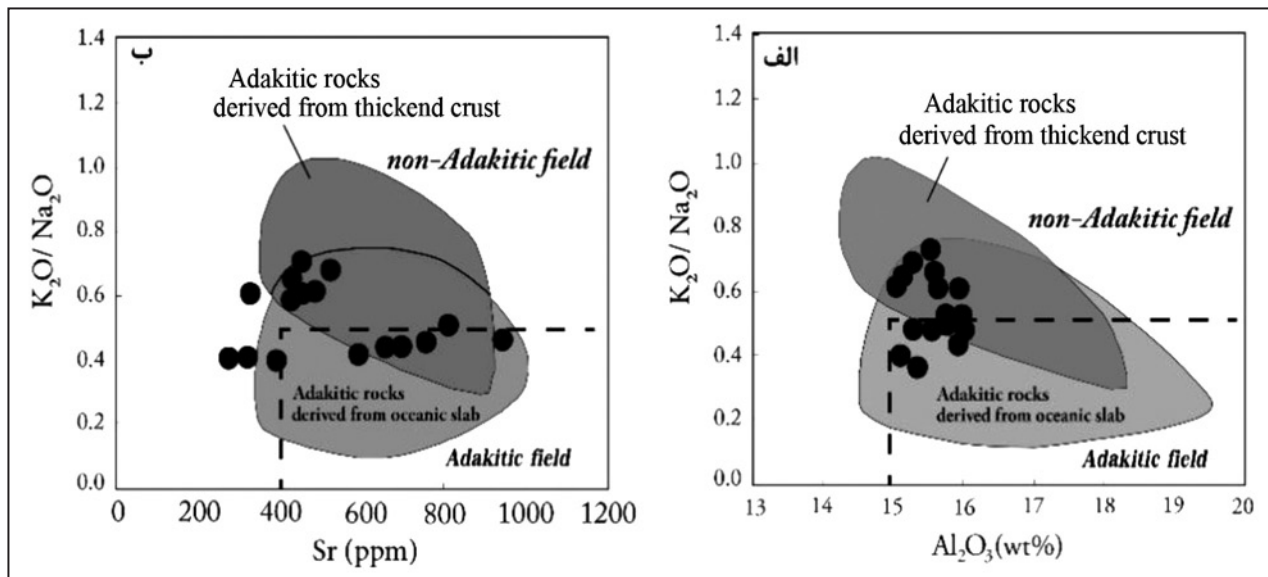 ب
1.4
1.2
1.0
0.8
0.6
0.4
0.2
0.0
K₂O/ Na₂O
Adakitic rocks
derived from thickend crust
non-Adakitic field
Adakitic rocks
derived from oceanic slab
Adakitic field
0 200 400 600 800 1000 1200
Sr (ppm)
الف
1.4
1.2
1.0
0.8
0.6
0.4
0.2
0.0
K₂O/ Na₂O
Adakitic rocks
derived from thickend crust
non-Adakitic field
Adakitic rocks
derived from oceanic slab
Adakitic field
13 14 15 16 17 18 19 20
Al₂O₃(wt%)